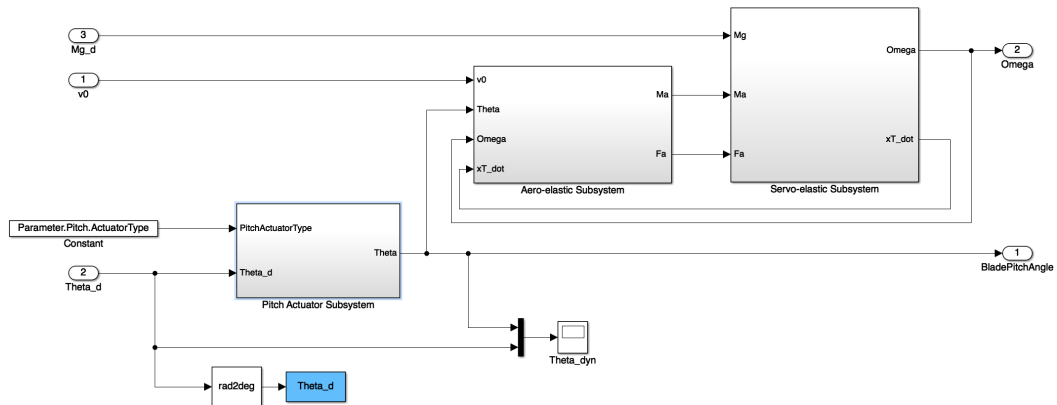 3
Mg_d
1
v0
v0
Theta
Omega
xT_dot
Ma
Fa
Aero-elastic Subsystem
Mg
Ma
Fa
Omega
xT_dot
Servo-elastic Subsystem
2
Omega
Parameter.Pitch.ActuatorType
Constant
2
Theta_d
PitchActuatorType
Theta_d
Theta
Pitch Actuator Subsystem
1
BladePitchAngle
Theta_dyn
rad2deg
Theta_d